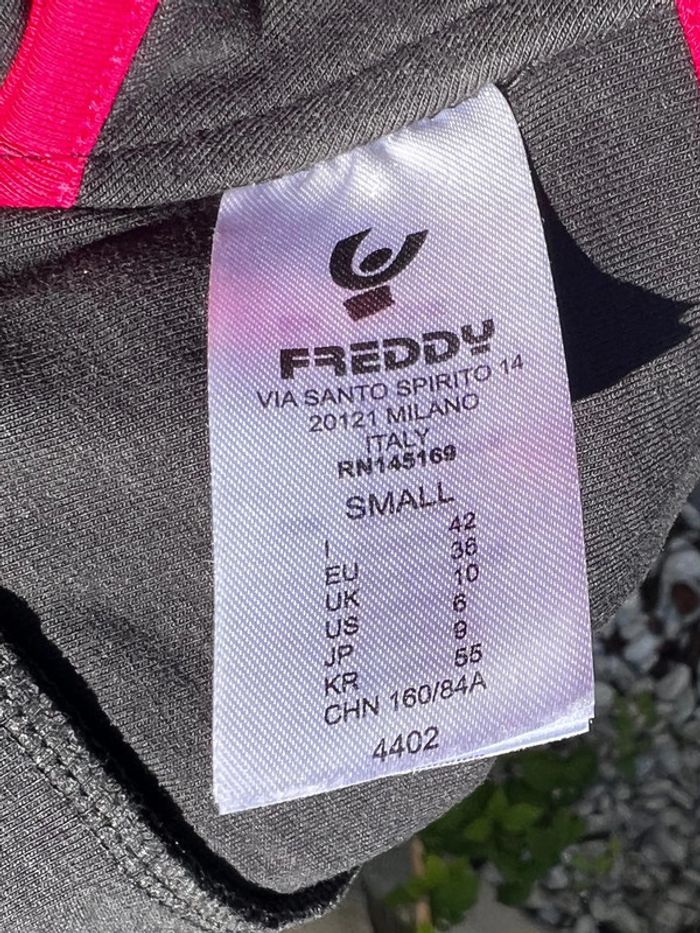 FREDDY
VIA SANTO SPIRITO 14
20121 MILANO
ITALY
RN145169
SMALL
I 42
EU 36
UK 10
US 6
JP 9
KR 55
CHN 160/84A
4402